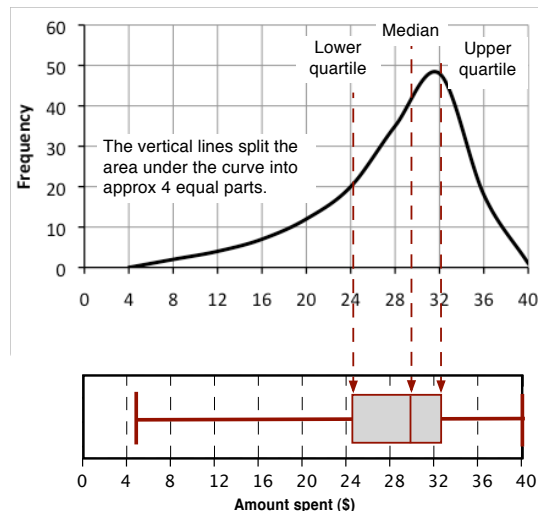 60
50
40
30
20
10
0
Frequency
Median
Lower
quartile
Upper
quartile
The vertical lines split the
area under the curve into
approx 4 equal parts.
0 4 8 12 16 20 24 28 32 36 40
0 4 8 12 16 20 24 28 32 36 40
Amount spent ($)